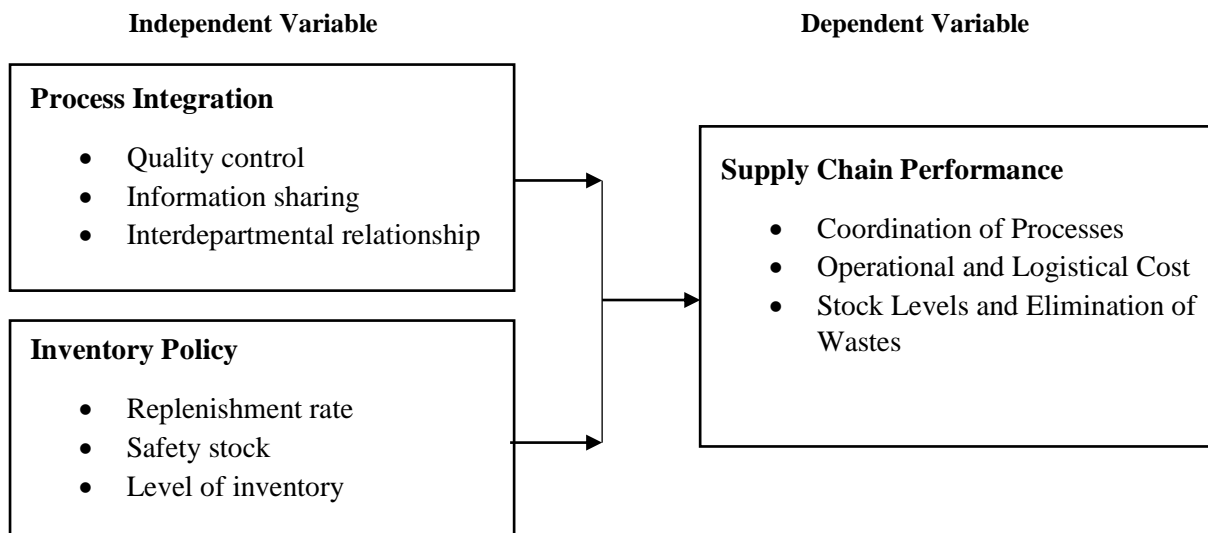 Independent Variable
Dependent Variable
Process Integration
• Quality control
• Information sharing
• Interdepartmental relationship
Inventory Policy
• Replenishment rate
• Safety stock
• Level of inventory
Supply Chain Performance
• Coordination of Processes
• Operational and Logistical Cost
• Stock Levels and Elimination of
Wastes